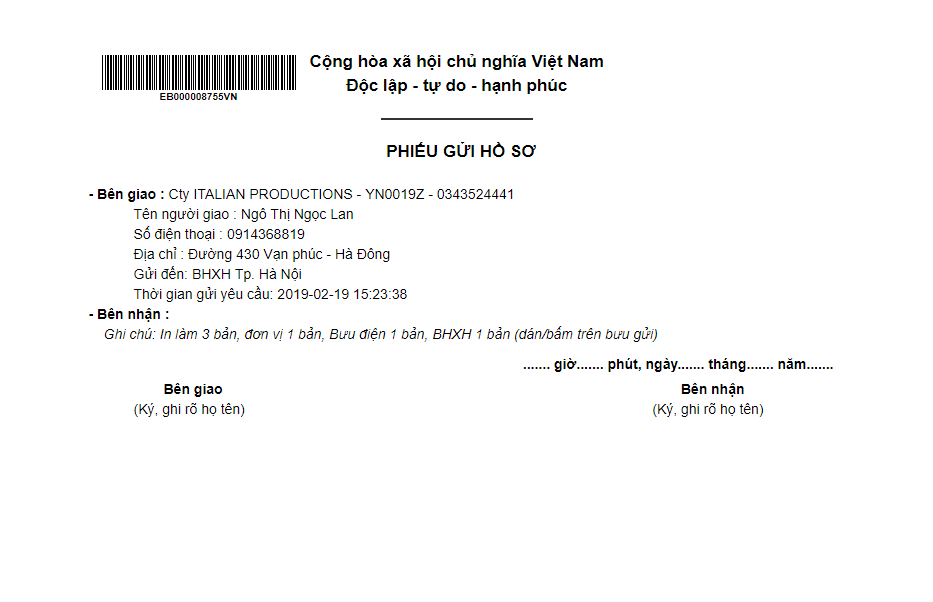 Cộng hòa xã hội chủ nghĩa Việt Nam
Độc lập - tự do - hạnh phúc
EB000008755VN
PHIẾU GỬI HỒ SƠ
- Bên giao : Cty ITALIAN PRODUCTIONS - YN0019Z - 0343524441
Tên người giao : Ngô Thị Ngọc Lan
Số điện thoại : 0914368819
Địa chỉ : Đường 430 Vạn phúc - Hà Đông
Gửi đến: BHXH Tp. Hà Nội
Thời gian gửi yêu cầu: 2019-02-19 15:23:38
- Bên nhận :
Ghi chú: In làm 3 bản, đơn vị 1 bản, Bưu điện 1 bản, BHXH 1 bản (dán/bấm trên bưu gửi)
....... giờ....... phút, ngày....... tháng....... năm.......
Bên giao Bên nhận
(Ký, ghi rõ họ tên) (Ký, ghi rõ họ tên)